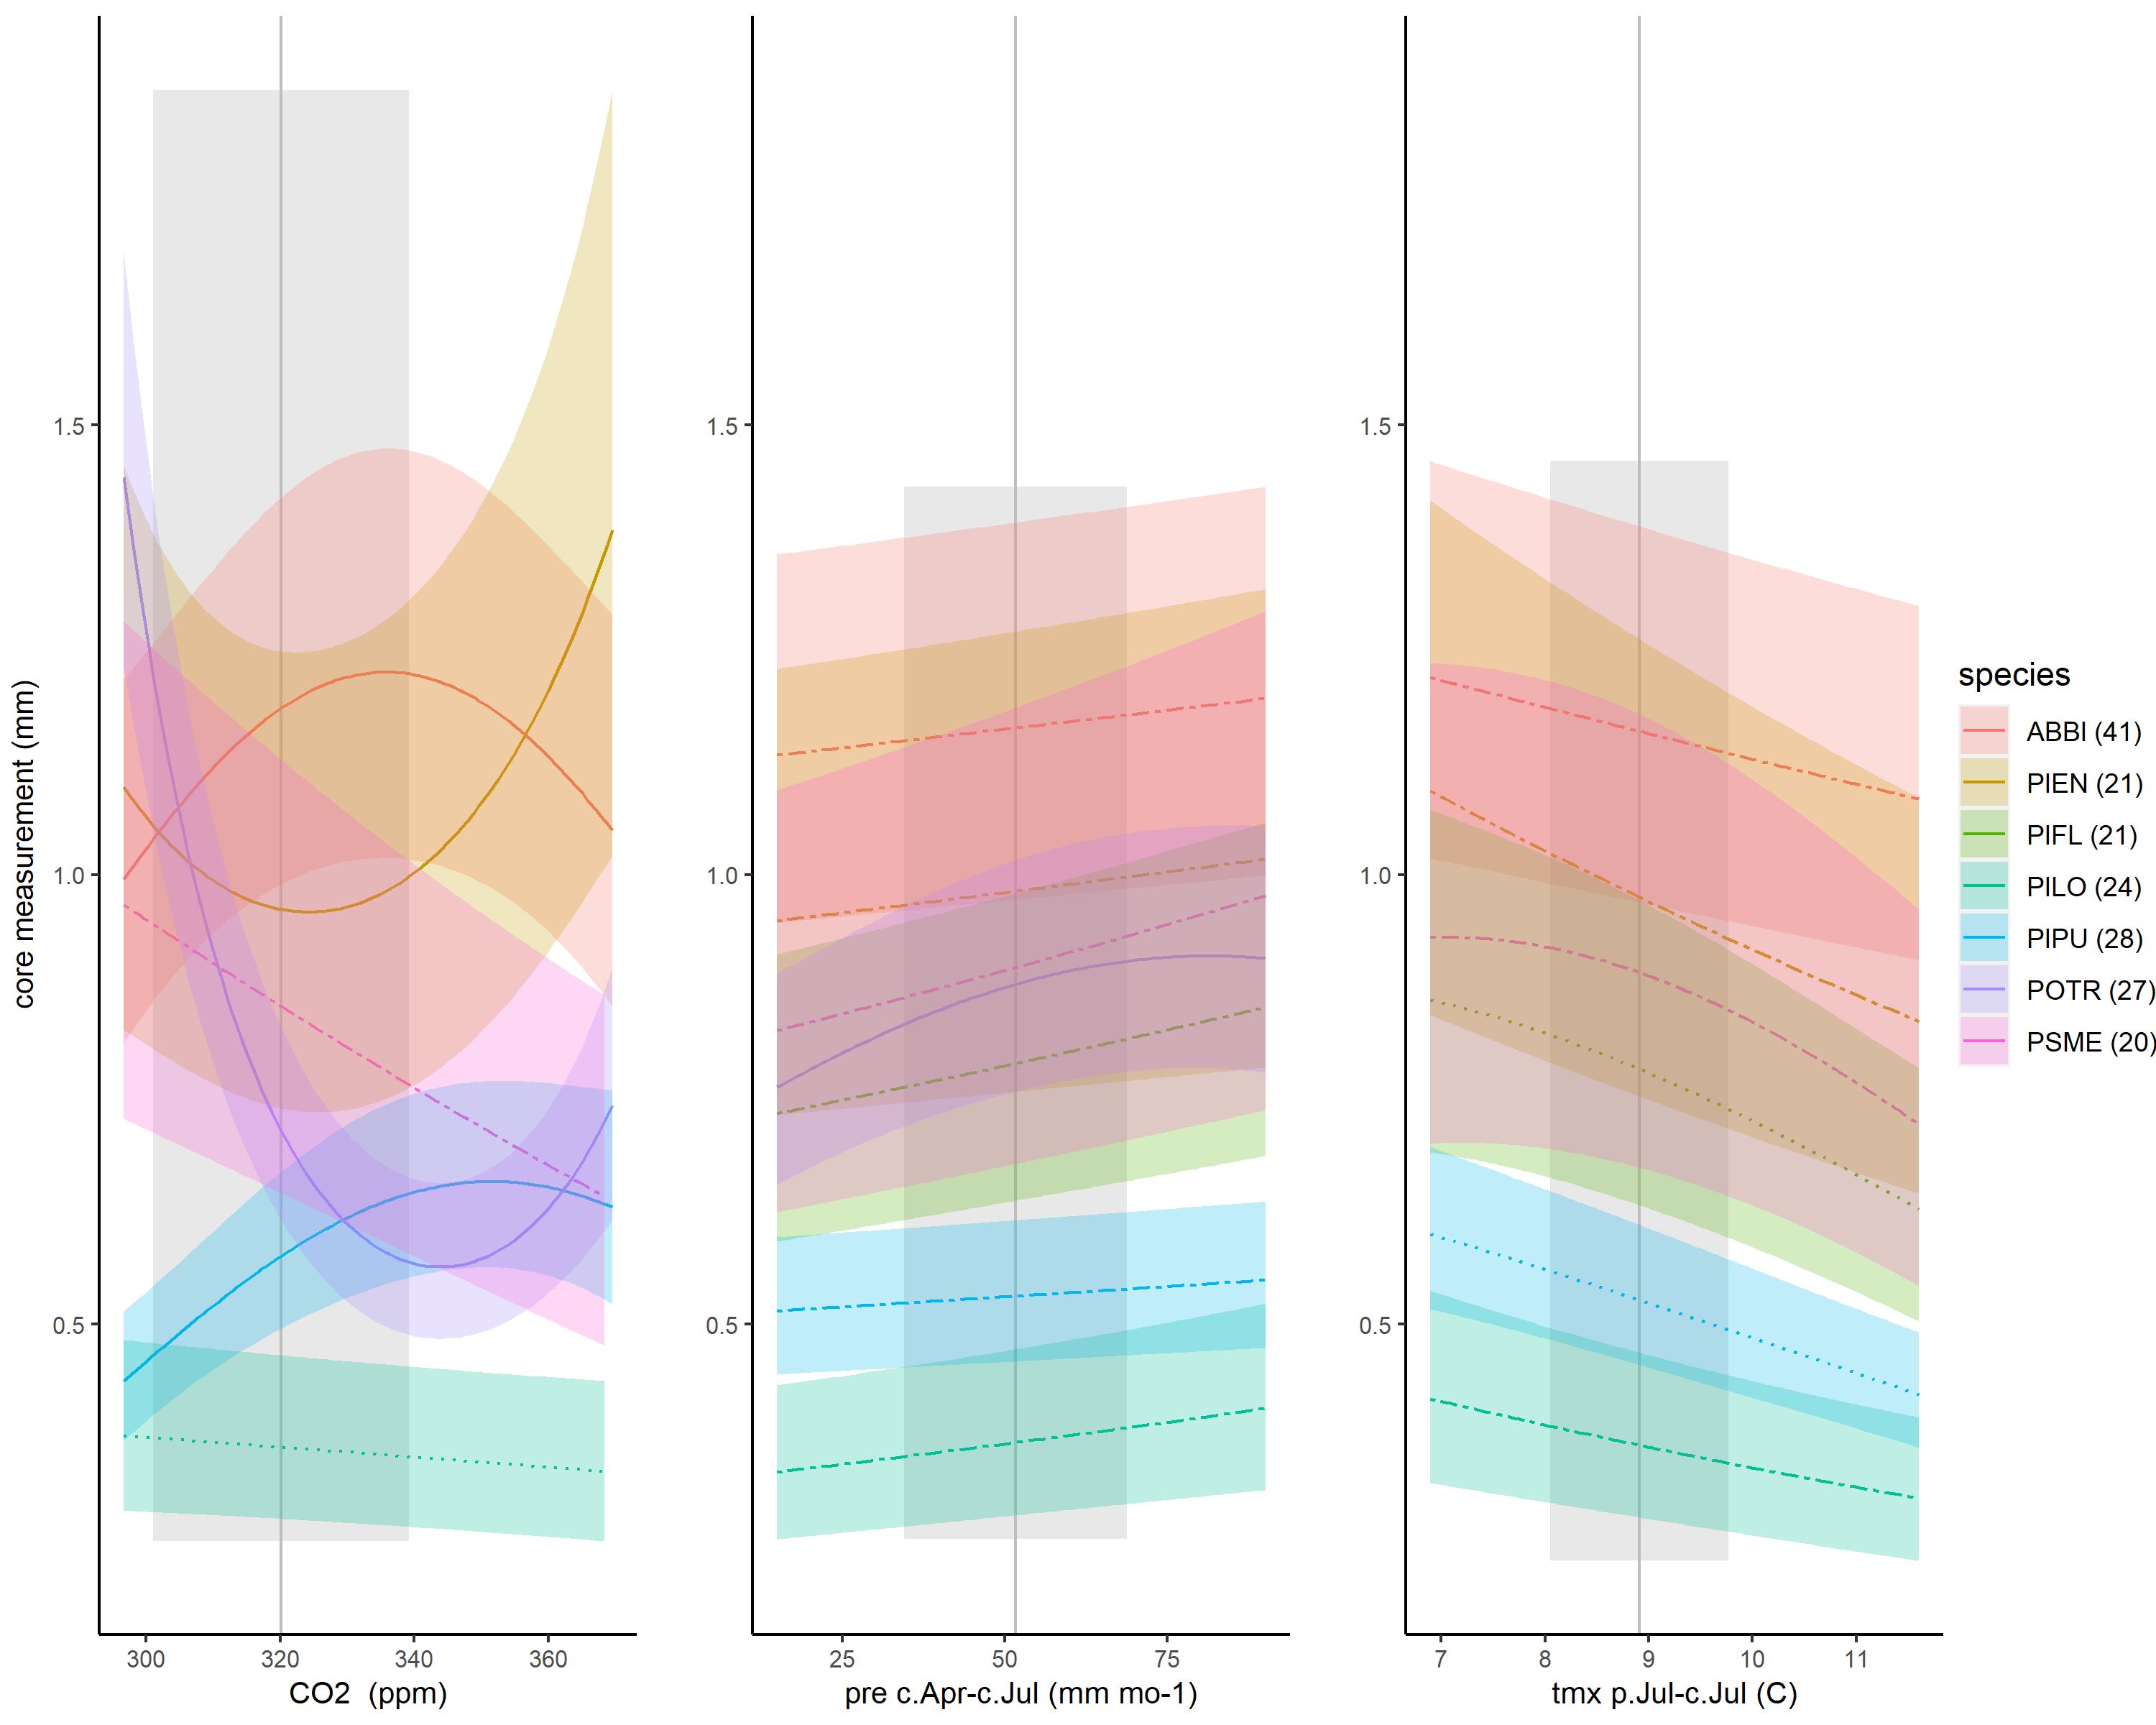 core measurement (mm)
1.5
1.0
0.5
300 320 340 360
CO2 (ppm)
1.5
1.0
0.5
25 50 75
pre c.Apr-c.Jul (mm mo-1)
1.5
1.0
0.5
7 8 9 10 11
tmx p.Jul-c.Jul (C)
species
ABBI (41)
PIEN (21)
PIFL (21)
PILO (24)
PIPU (28)
POTR (27)
PSME (20)